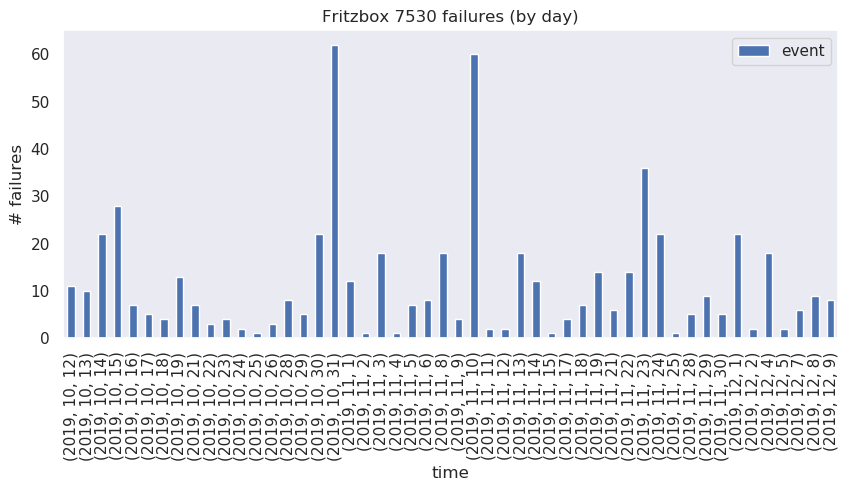 Fritzbox 7530 failures (by day)
event
# failures
60
50
40
30
20
10
0
(2019, 10, 12)
(2019, 10, 13)
(2019, 10, 14)
(2019, 10, 15)
(2019, 10, 16)
(2019, 10, 17)
(2019, 10, 18)
(2019, 10, 19)
(2019, 10, 21)
(2019, 10, 22)
(2019, 10, 23)
(2019, 10, 24)
(2019, 10, 25)
(2019, 10, 26)
(2019, 10, 28)
(2019, 10, 29)
(2019, 10, 30)
(2019, 10, 31)
(2019, 11, 1)
(2019, 11, 2)
(2019, 11, 3)
(2019, 11, 4)
(2019, 11, 5)
(2019, 11, 6)
(2019, 11, 8)
(2019, 11, 9)
(2019, 11, 10)
(2019, 11, 11)
(2019, 11, 12)
(2019, 11, 13)
(2019, 11, 14)
(2019, 11, 15)
(2019, 11, 17)
(2019, 11, 18)
(2019, 11, 19)
(2019, 11, 21)
(2019, 11, 22)
(2019, 11, 23)
(2019, 11, 24)
(2019, 11, 25)
(2019, 11, 28)
(2019, 11, 29)
(2019, 11, 30)
(2019, 12, 1)
(2019, 12, 2)
(2019, 12, 4)
(2019, 12, 5)
(2019, 12, 7)
(2019, 12, 8)
(2019, 12, 9)
time